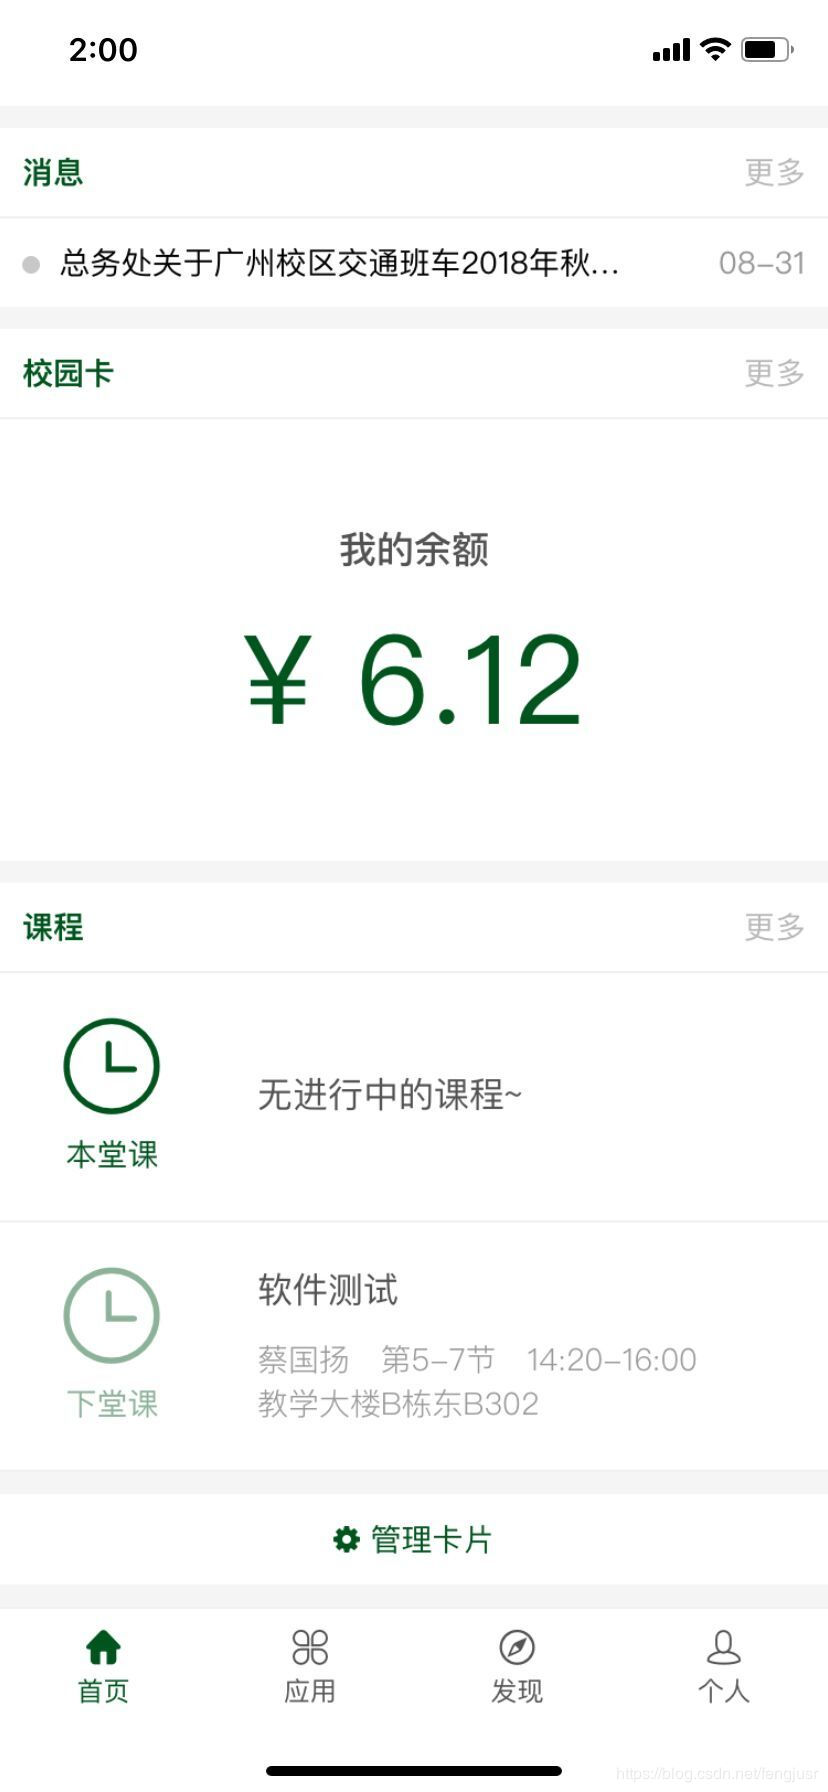 2:00
消息 更多
总务处关于广州校区交通班车2018年秋... 08-31
校园卡 更多
我的余额
¥ 6.12
课程 更多
无进行中的课程~
本堂课
软件测试
蔡国扬 第5-7节 14:20-16:00
教学大楼B栋东B302
下堂课
管理卡片
首页 应用 发现 个人
https://blog.csdn.net/fengjusr